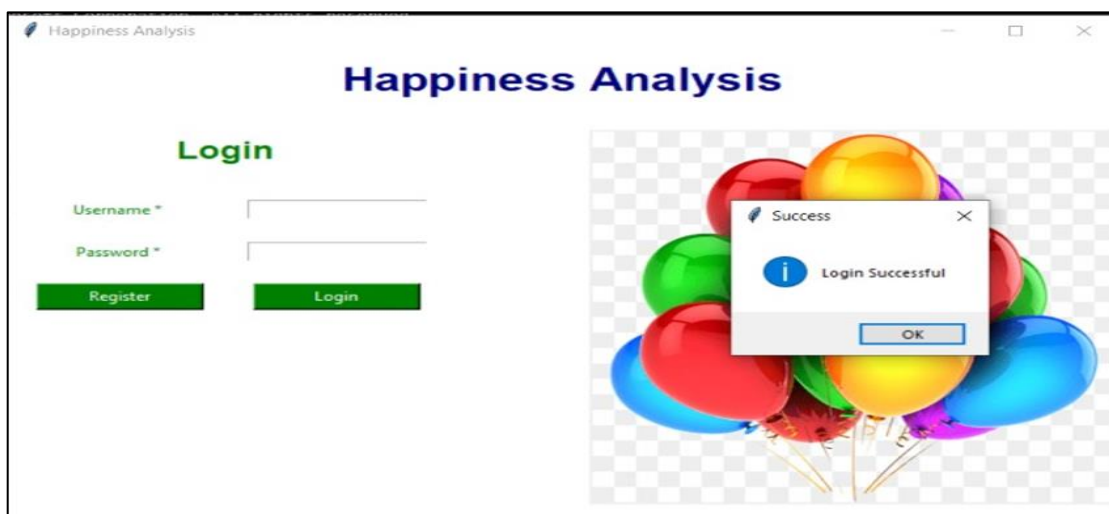 Happiness Analysis
Happiness Analysis
Login
Username *
Password *
Register Login
Success
Login Successful
OK